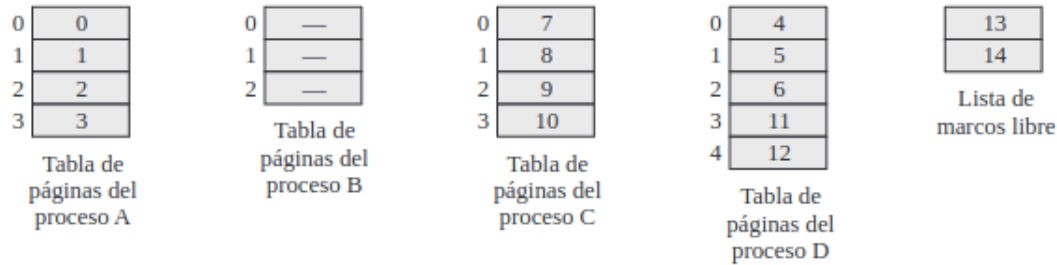 0 0
1 1
2 2
3 3
Tabla de
páginas del
proceso A
0 —
1 —
2 —
Tabla de
páginas del
proceso B
0 7
1 8
2 9
3 10
Tabla de
páginas del
proceso C
0 4
1 5
2 6
3 11
4 12
Tabla de
páginas del
proceso D
13
14
Lista de
marcos libre